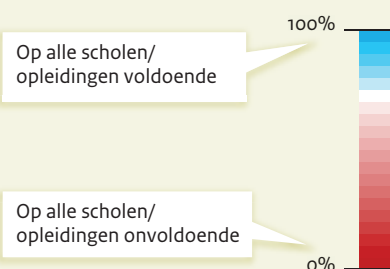 100%
Op alle scholen/
opleidingen voldoende
Op alle scholen/
opleidingen onvoldoende
0%